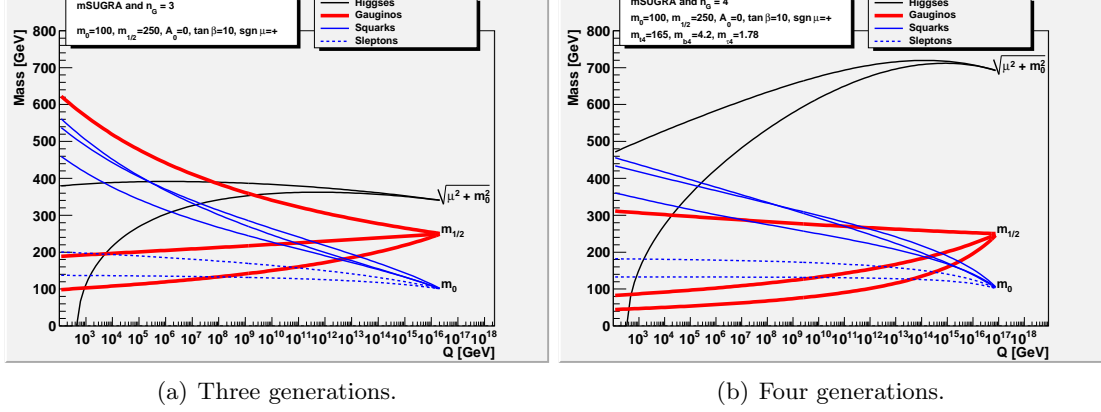 mSUGRA and n_G = 3
m_0=100, m_1/2=250, A_0=0, tan β=10, sgn μ=+
Higgses
Gauginos
Squarks
Sleptons
Mass [GeV]
800
700
600
500
400
300
200
100
0
√μ² + m²_0
m_1/2
m_0
10³ 10⁴ 10⁵ 10⁶ 10⁷ 10⁸ 10⁹ 10¹⁰ 10¹¹ 10¹² 10¹³ 10¹⁴ 10¹⁵ 10¹⁶ 10¹⁷ 10¹⁸
Q [GeV]
(a) Three generations.
mSUGRA and n_G = 4
m_0=100, m_1/2=250, A_0=0, tan β=10, sgn μ=+
m_t4=165, m_b4=4.2, m_τ4=1.78
Higgses
Gauginos
Squarks
Sleptons
Mass [GeV]
800
700
600
500
400
300
200
100
0
√μ² + m²_0
m_1/2
m_0
10³ 10⁴ 10⁵ 10⁶ 10⁷ 10⁸ 10⁹ 10¹⁰ 10¹¹ 10¹² 10¹³ 10¹⁴ 10¹⁵ 10¹⁶ 10¹⁷ 10¹⁸
Q [GeV]
(b) Four generations.